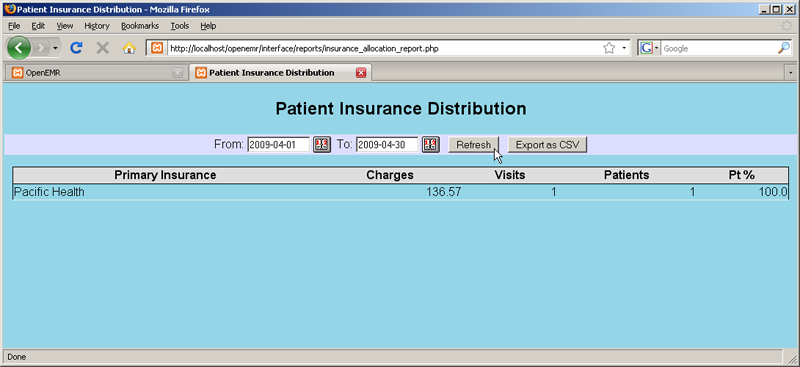 Patient Insurance Distribution - Mozilla Firefox
File Edit View History Bookmarks Tools Help
http://localhost/openemr/interface/reports/insurance_allocation_report.php Google
OpenEMR Patient Insurance Distribution
Patient Insurance Distribution
From: 2009-04-01 To: 2009-04-30 Refresh Export as CSV
Primary Insurance Charges Visits Patients Pt %
Pacific Health 136.57 1 1 100.0
Done